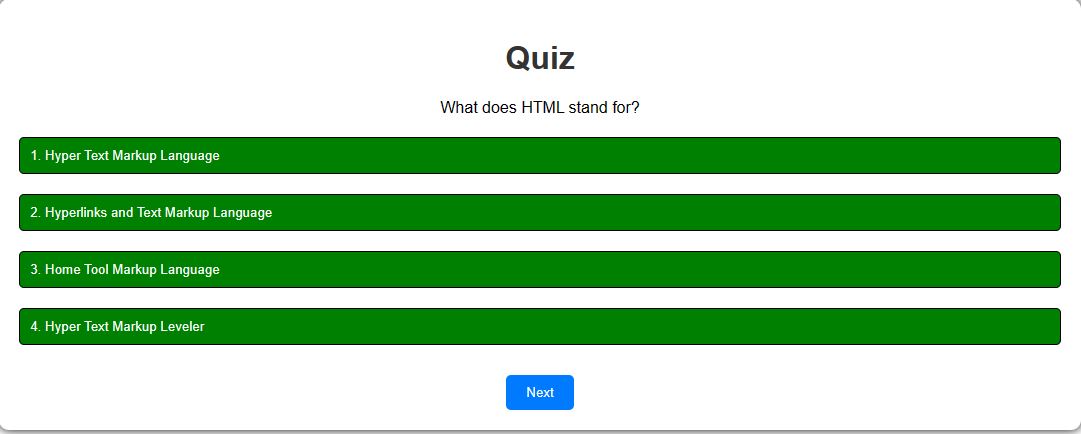 Quiz
What does HTML stand for?
1. Hyper Text Markup Language
2. Hyperlinks and Text Markup Language
3. Home Tool Markup Language
4. Hyper Text Markup Leveler
Next